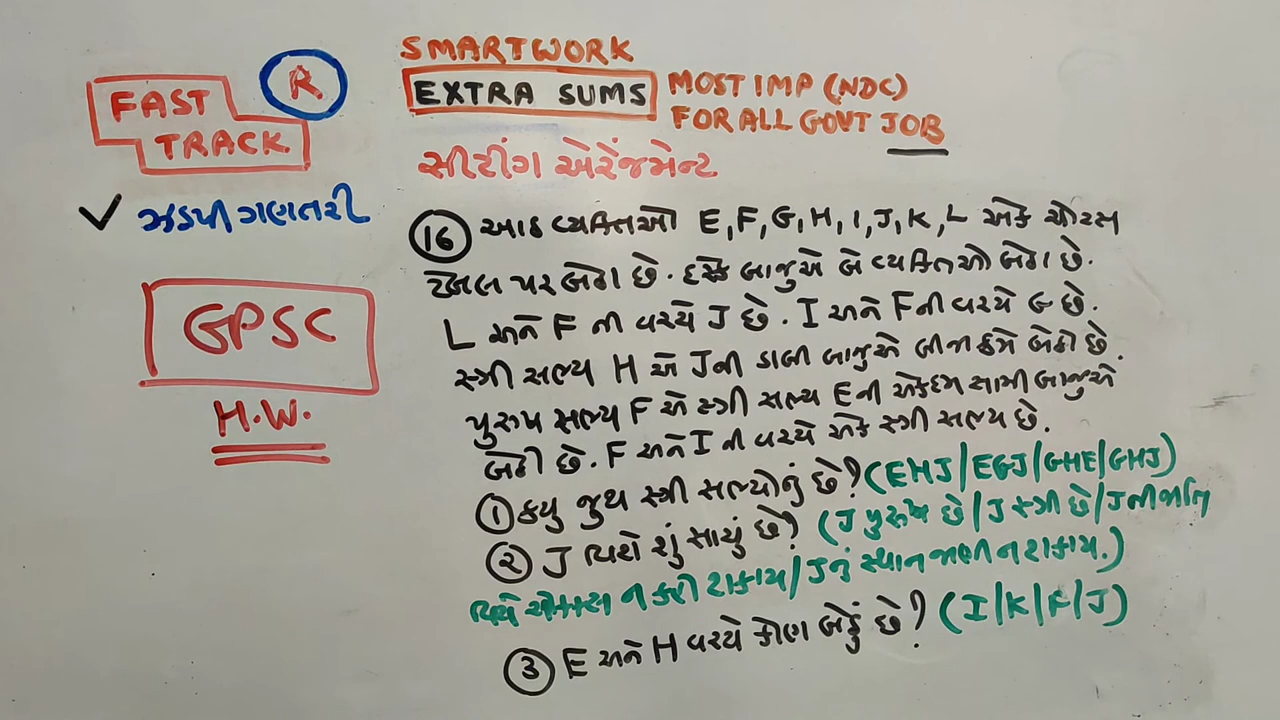 FAST
TRACK
R
✓ ઝડપી ગણતરી
GPSC
H.W.
SMARTWORK
EXTRA SUMS
MOST IMP (NDC)
FOR ALL GOVT JOB
સીટીંગ એરેંજમેન્ટ
(16) આઠ વ્યક્તિઓ E, F, G, H, I, J, K, L એક ચોરસ
ટેબલ પર બેઠા છે. દરેક બાજુએ બે વ્યક્તિઓ બેઠા છે.
L અને F ની વચ્ચે J છે. I અને F ની વચ્ચે G છે.
સ્ત્રી સભ્ય H એ J ની ડાબી બાજુએ ત્રીજા ક્રમે બેઠી છે.
પુરુષ સભ્ય F એ સ્ત્રી સભ્ય E ની એકદમ સામી બાજુએ
બેઠો છે. F અને I ની વચ્ચે એક સ્ત્રી સભ્ય છે.
(1) કયુ જુથ સ્ત્રી સભ્યોનું છે? (EHJ/EGJ/GHE/GHJ)
(2) J વિશે શું સાચું છે? (J પુરુષ છે/J સ્ત્રી છે/J ની જાતિ
વિશે ચોક્કસ ન કહી શકાય/J નું સ્થાન જાણી ન શકાય.)
(3) E અને H વચ્ચે કોણ બેઠું છે? (I/K/F/J)